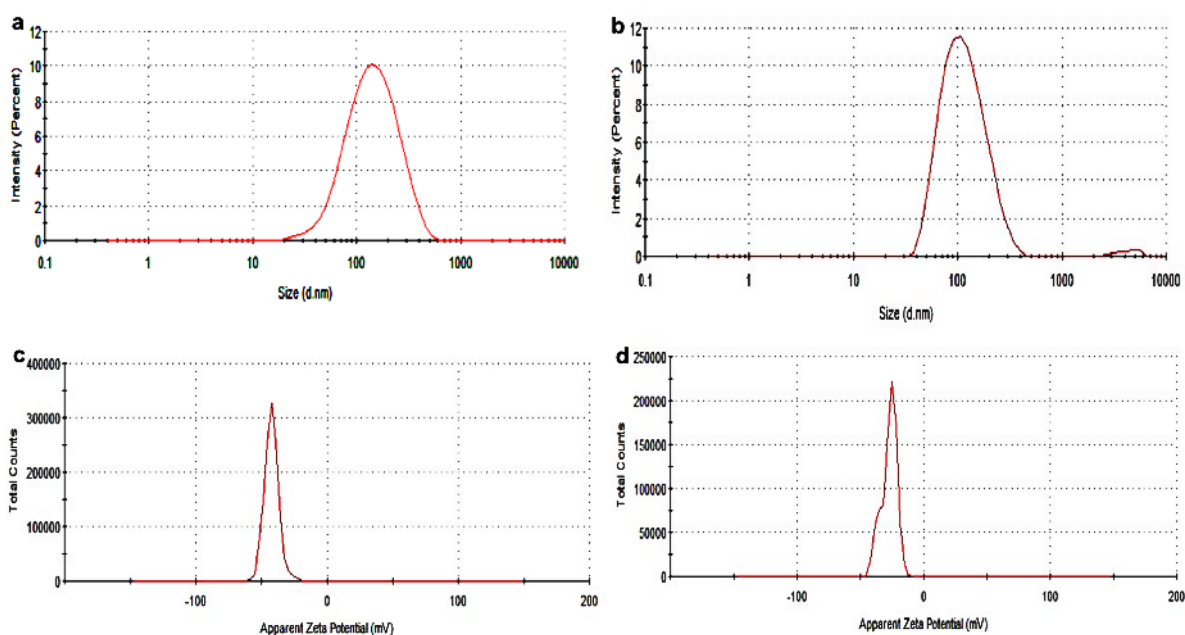 a
12
10
8
6
4
2
0
0.1 1 10 100 1000 10000
Intensity (Percent)
Size (d.nm)
b
12
10
8
6
4
2
0
0.1 1 10 100 1000 10000
Intensity (Percent)
Size (d.nm)
c
400000
300000
200000
100000
0
-100 0 100 200
Total Counts
Apparent Zeta Potential (mV)
d
250000
200000
150000
100000
50000
0
-100 0 100 200
Total Counts
Apparent Zeta Potential (mV)